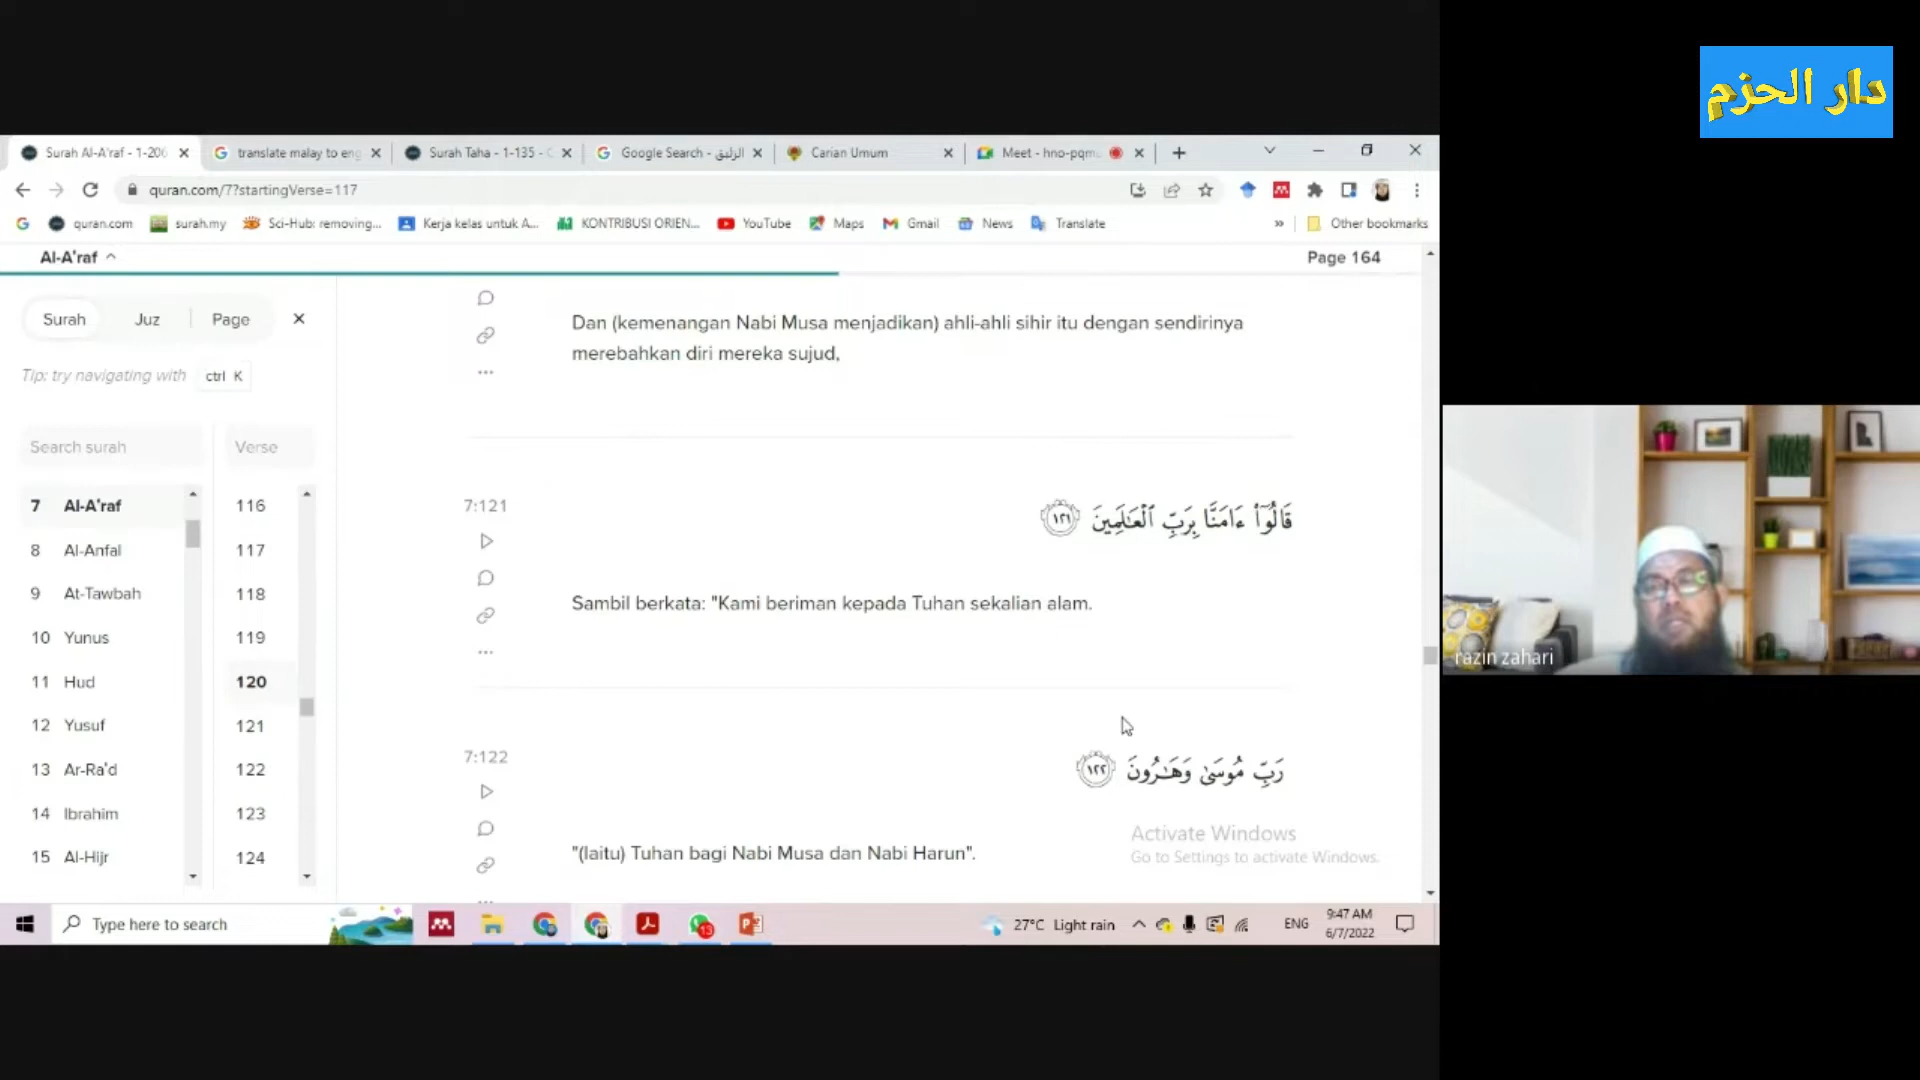 دار الحزم
Surah Al-A'raf - 1-206
translate malay to eng
Surah Taha - 1-135 - C
Google Search - الزئبق
Carian Umum
Meet - hno-pqm
quran.com/7?startingVerse=117
quran.com
surah.my
Sci-Hub: removing...
Kerja kelas untuk A...
KONTRIBUSI ORIEN...
YouTube
Maps
Gmail
News
Translate
»
Other bookmarks
Al-A'raf
Page 164
Surah
Juz
Page
Tip: try navigating with ctrl K
Search surah
Verse
7 Al-A'raf
8 Al-Anfal
9 At-Tawbah
10 Yunus
11 Hud
12 Yusuf
13 Ar-Ra'd
14 Ibrahim
15 Al-Hijr
116
117
118
119
120
121
122
123
124
Dan (kemenangan Nabi Musa menjadikan) ahli-ahli sihir itu dengan sendirinya
merebahkan diri mereka sujud,
7:121
قَالُوٓا۟ ءَامَنَّا بِرَبِّ ٱلْعَـٰلَمِينَ ١٢١
Sambil berkata: "Kami beriman kepada Tuhan sekalian alam.
7:122
رَبِّ مُوسَىٰ وَهَـٰرُونَ ١٢٢
"(Iaitu) Tuhan bagi Nabi Musa dan Nabi Harun".
Activate Windows
Go to Settings to activate Windows.
Type here to search
13
27°C Light rain
ENG
9:47 AM
6/7/2022
razin zahari